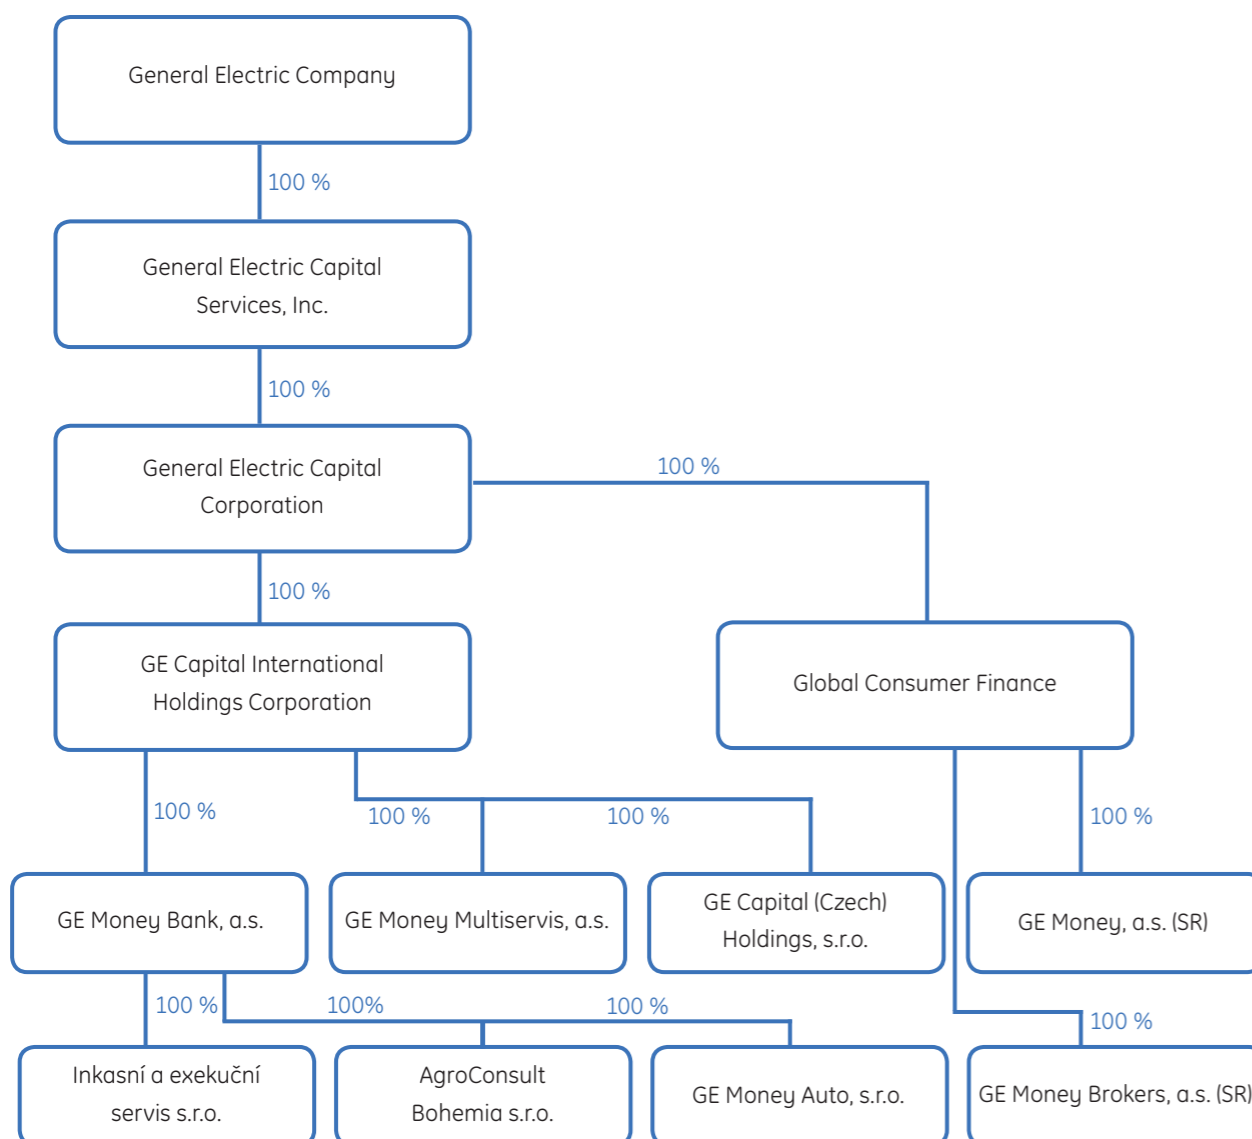 General Electric Company
100 %
General Electric Capital
Services, Inc.
100 %
General Electric Capital
Corporation
100 %
100 %
GE Capital International
Holdings Corporation
Global Consumer Finance
100 %
100 %
100 %
100 %
GE Money Bank, a.s.
GE Money Multiservis, a.s.
GE Capital (Czech)
Holdings, s.r.o.
GE Money, a.s. (SR)
100 %
100%
100 %
100 %
Inkasní a exekuční
servis s.r.o.
AgroConsult
Bohemia s.r.o.
GE Money Auto, s.r.o.
GE Money Brokers, a.s. (SR)